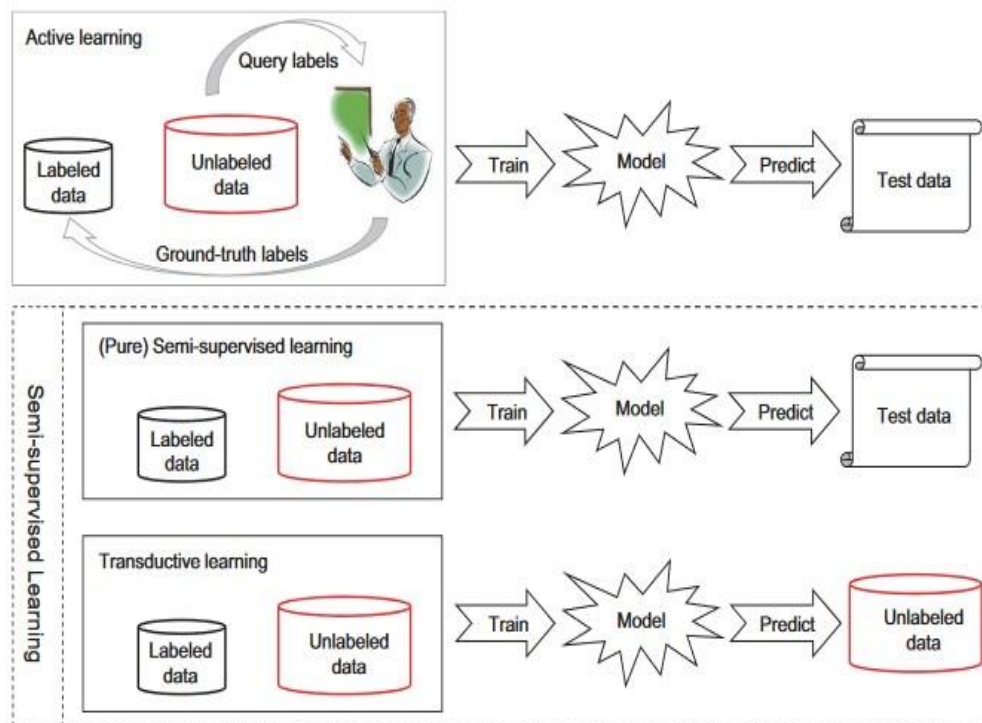 Active learning
Query labels
Labeled
data
Unlabeled
data
Ground-truth labels
Train
Model
Predict
Test data
Semi-supervised Learning
(Pure) Semi-supervised learning
Labeled
data
Unlabeled
data
Train
Model
Predict
Test data
Transductive learning
Labeled
data
Unlabeled
data
Train
Model
Predict
Unlabeled
data